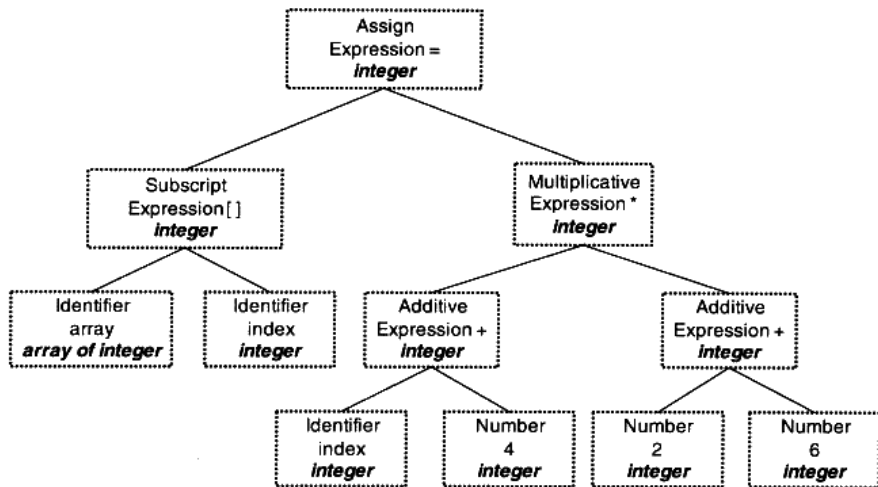 Assign
Expression =
integer
Subscript
Expression [ ]
integer
Multiplicative
Expression *
integer
Identifier
array
array of integer
Identifier
index
integer
Additive
Expression +
integer
Additive
Expression +
integer
Identifier
index
integer
Number
4
integer
Number
2
integer
Number
6
integer